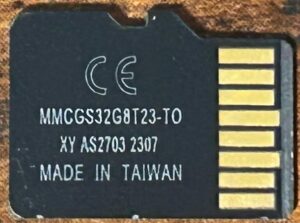 CE
MMCGS32G8T23-TO
XY AS2703 2307
MADE IN TAIWAN